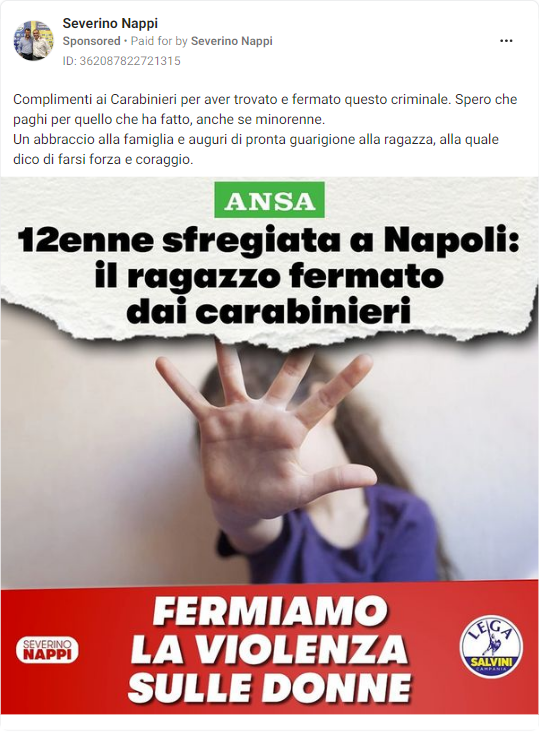 Severino Nappi
Sponsored • Paid for by Severino Nappi
ID: 362087822721315
Complimenti ai Carabinieri per aver trovato e fermato questo criminale. Spero che
paghi per quello che ha fatto, anche se minorenne.
Un abbraccio alla famiglia e auguri di pronta guarigione alla ragazza, alla quale
dico di farsi forza e coraggio.
ANSA
12enne sfregiata a Napoli:
il ragazzo fermato
dai carabinieri
FERMIAMO
LA VIOLENZA
SULLE DONNE
SEVERINO
NAPPI
LEGA
SALVINI
CAMPANIA